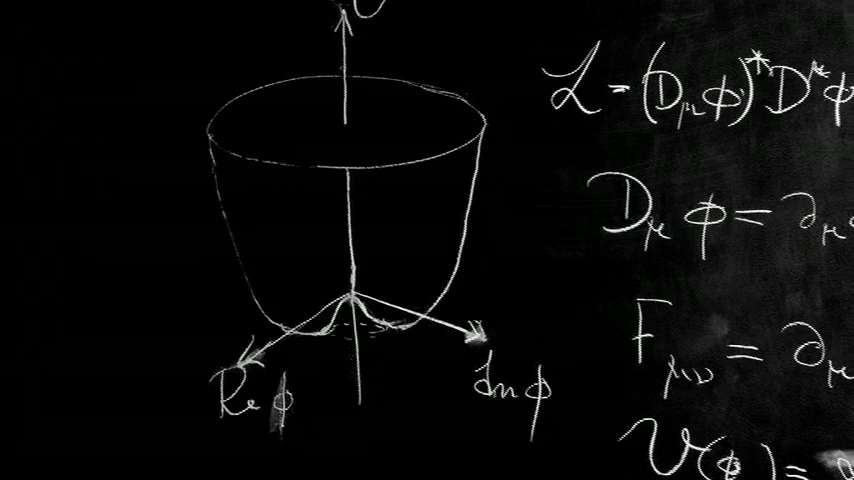 ℒ = (D_μ ϕ)* D^μ ϕ
D_μ ϕ = ∂_μ
F_μν = ∂_μ
V(ϕ) =
Re ϕ
Im ϕ